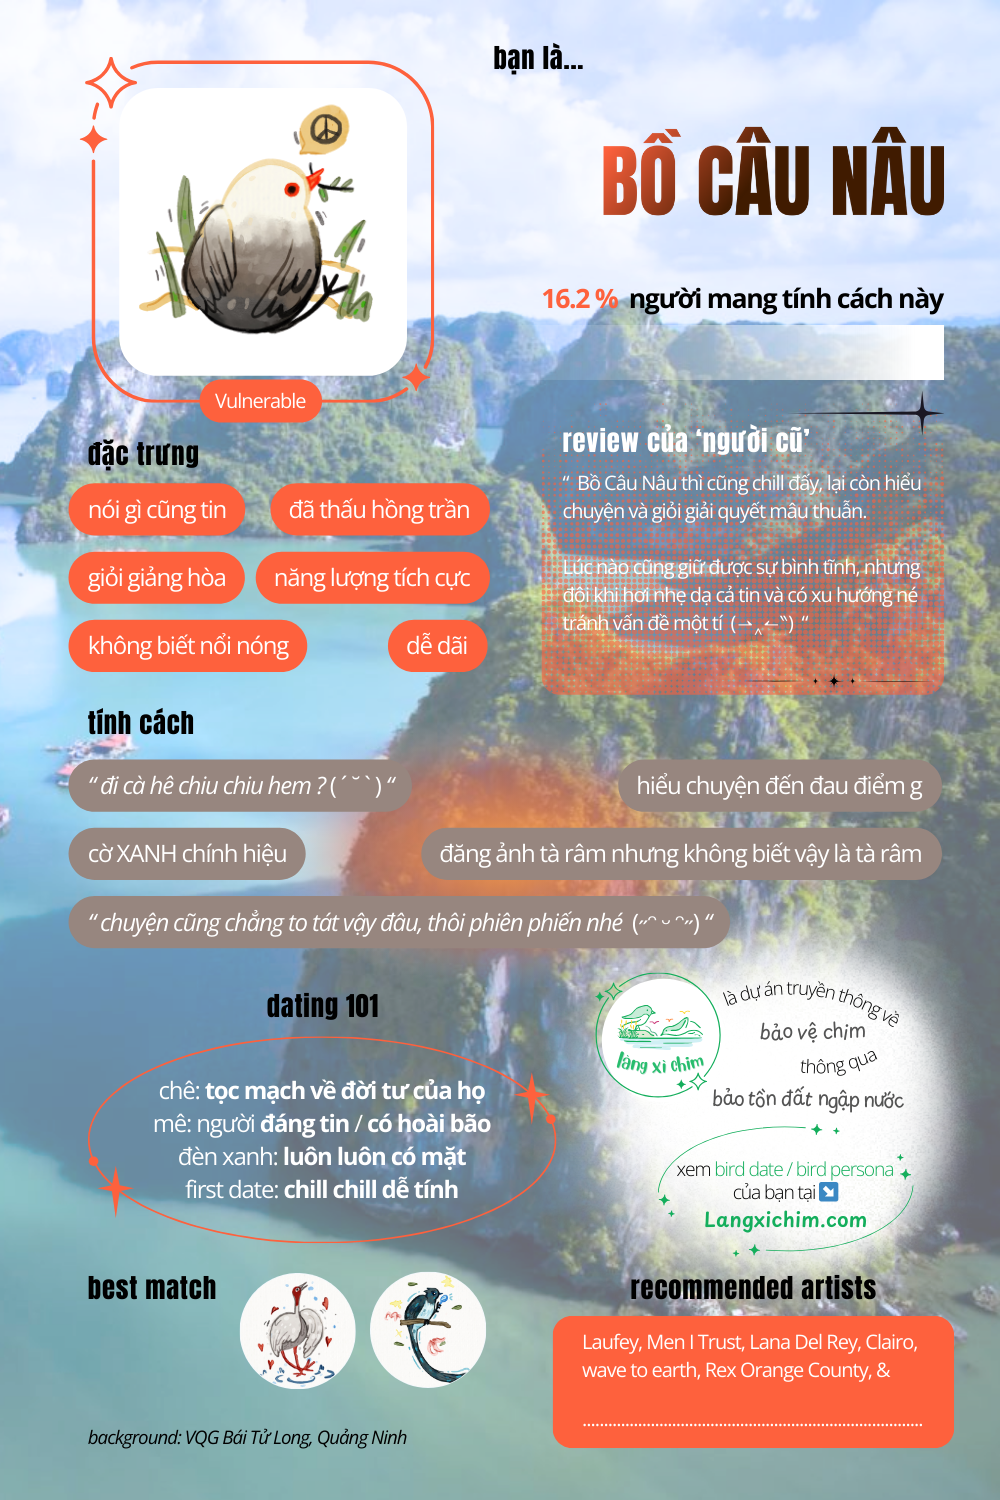 bạn là...
BỒ CÂU NÂU
16.2 % người mang tính cách này
Vulnerable
đặc trưng
nói gì cũng tin
đã thấu hồng trần
giỏi giảng hòa
năng lượng tích cực
không biết nổi nóng
dễ dãi
review của ‘người cũ’
“ Bồ Câu Nâu thì cũng chill đấy, lại còn hiểu
chuyện và giỏi giải quyết mâu thuẫn.
Lúc nào cũng giữ được sự bình tĩnh, nhưng
đôi khi hơi nhẹ dạ cả tin và có xu hướng né
tránh vấn đề một tí (⇀‸↼‶) “
tính cách
“ đi cà hê chiu chiu hem ? ( ´ ˘ ` ) “
hiểu chuyện đến đau điểm g
cờ XANH chính hiệu
đăng ảnh tà râm nhưng không biết vậy là tà râm
“ chuyện cũng chẳng to tát vậy đâu, thôi phiên phiến nhé (˶ᵔ ᵕ ᵔ˶) “
dating 101
chê: tọc mạch về đời tư của họ
mê: người đáng tin / có hoài bão
đèn xanh: luôn luôn có mặt
first date: chill chill dễ tính
làng xì chim
là dự án truyền thông về
bảo vệ chim
thông qua
bảo tồn đất ngập nước
xem bird date / bird persona
của bạn tại ↘
Langxichim.com
best match
recommended artists
Laufey, Men I Trust, Lana Del Rey, Clairo,
wave to earth, Rex Orange County, &
................................................................................
background: VQG Bái Tử Long, Quảng Ninh